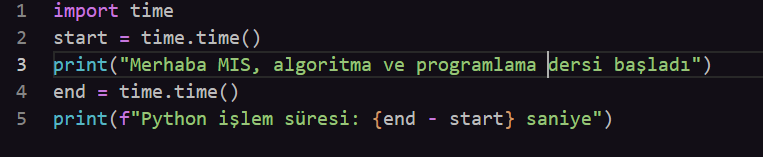 1 import time
2 start = time.time()
3 print("Merhaba MIS, algoritma ve programlama dersi başladı")
4 end = time.time()
5 print(f"Python işlem süresi: {end - start} saniye")